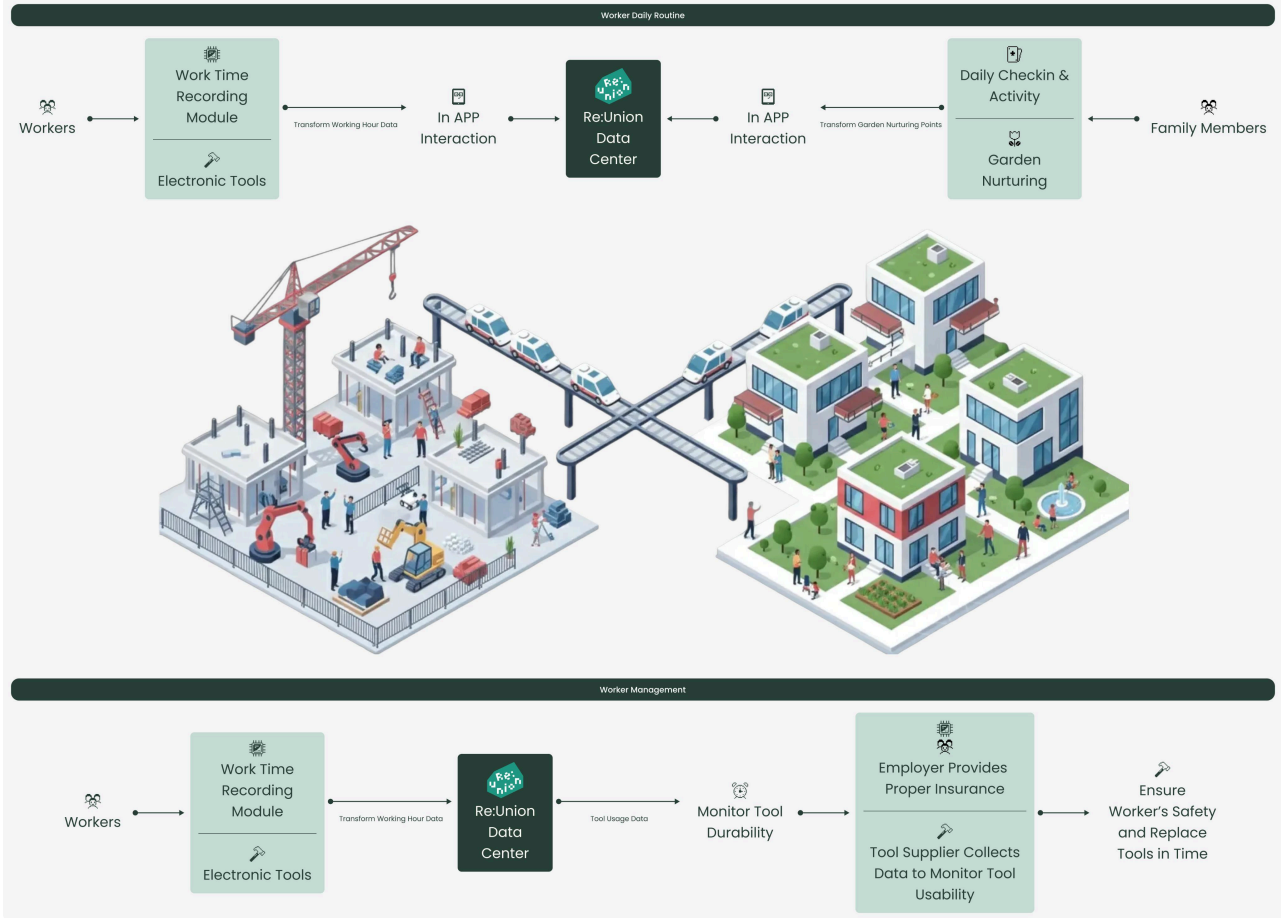 Worker Daily Routine
Workers
Work Time
Recording
Module
Electronic Tools
Transform Working Hour Data
In APP
Interaction
Re:
union
Re:Union
Data
Center
In APP
Interaction
Transform Garden Nurturing Points
Daily Checkin &
Activity
Garden
Nurturing
Family Members
Worker Management
Workers
Work Time
Recording
Module
Electronic Tools
Transform Working Hour Data
Re:
union
Re:Union
Data
Center
Tool Usage Data
Monitor Tool
Durability
Employer Provides
Proper Insurance
Tool Supplier Collects
Data to Monitor Tool
Usability
Ensure
Worker's Safety
and Replace
Tools in Time